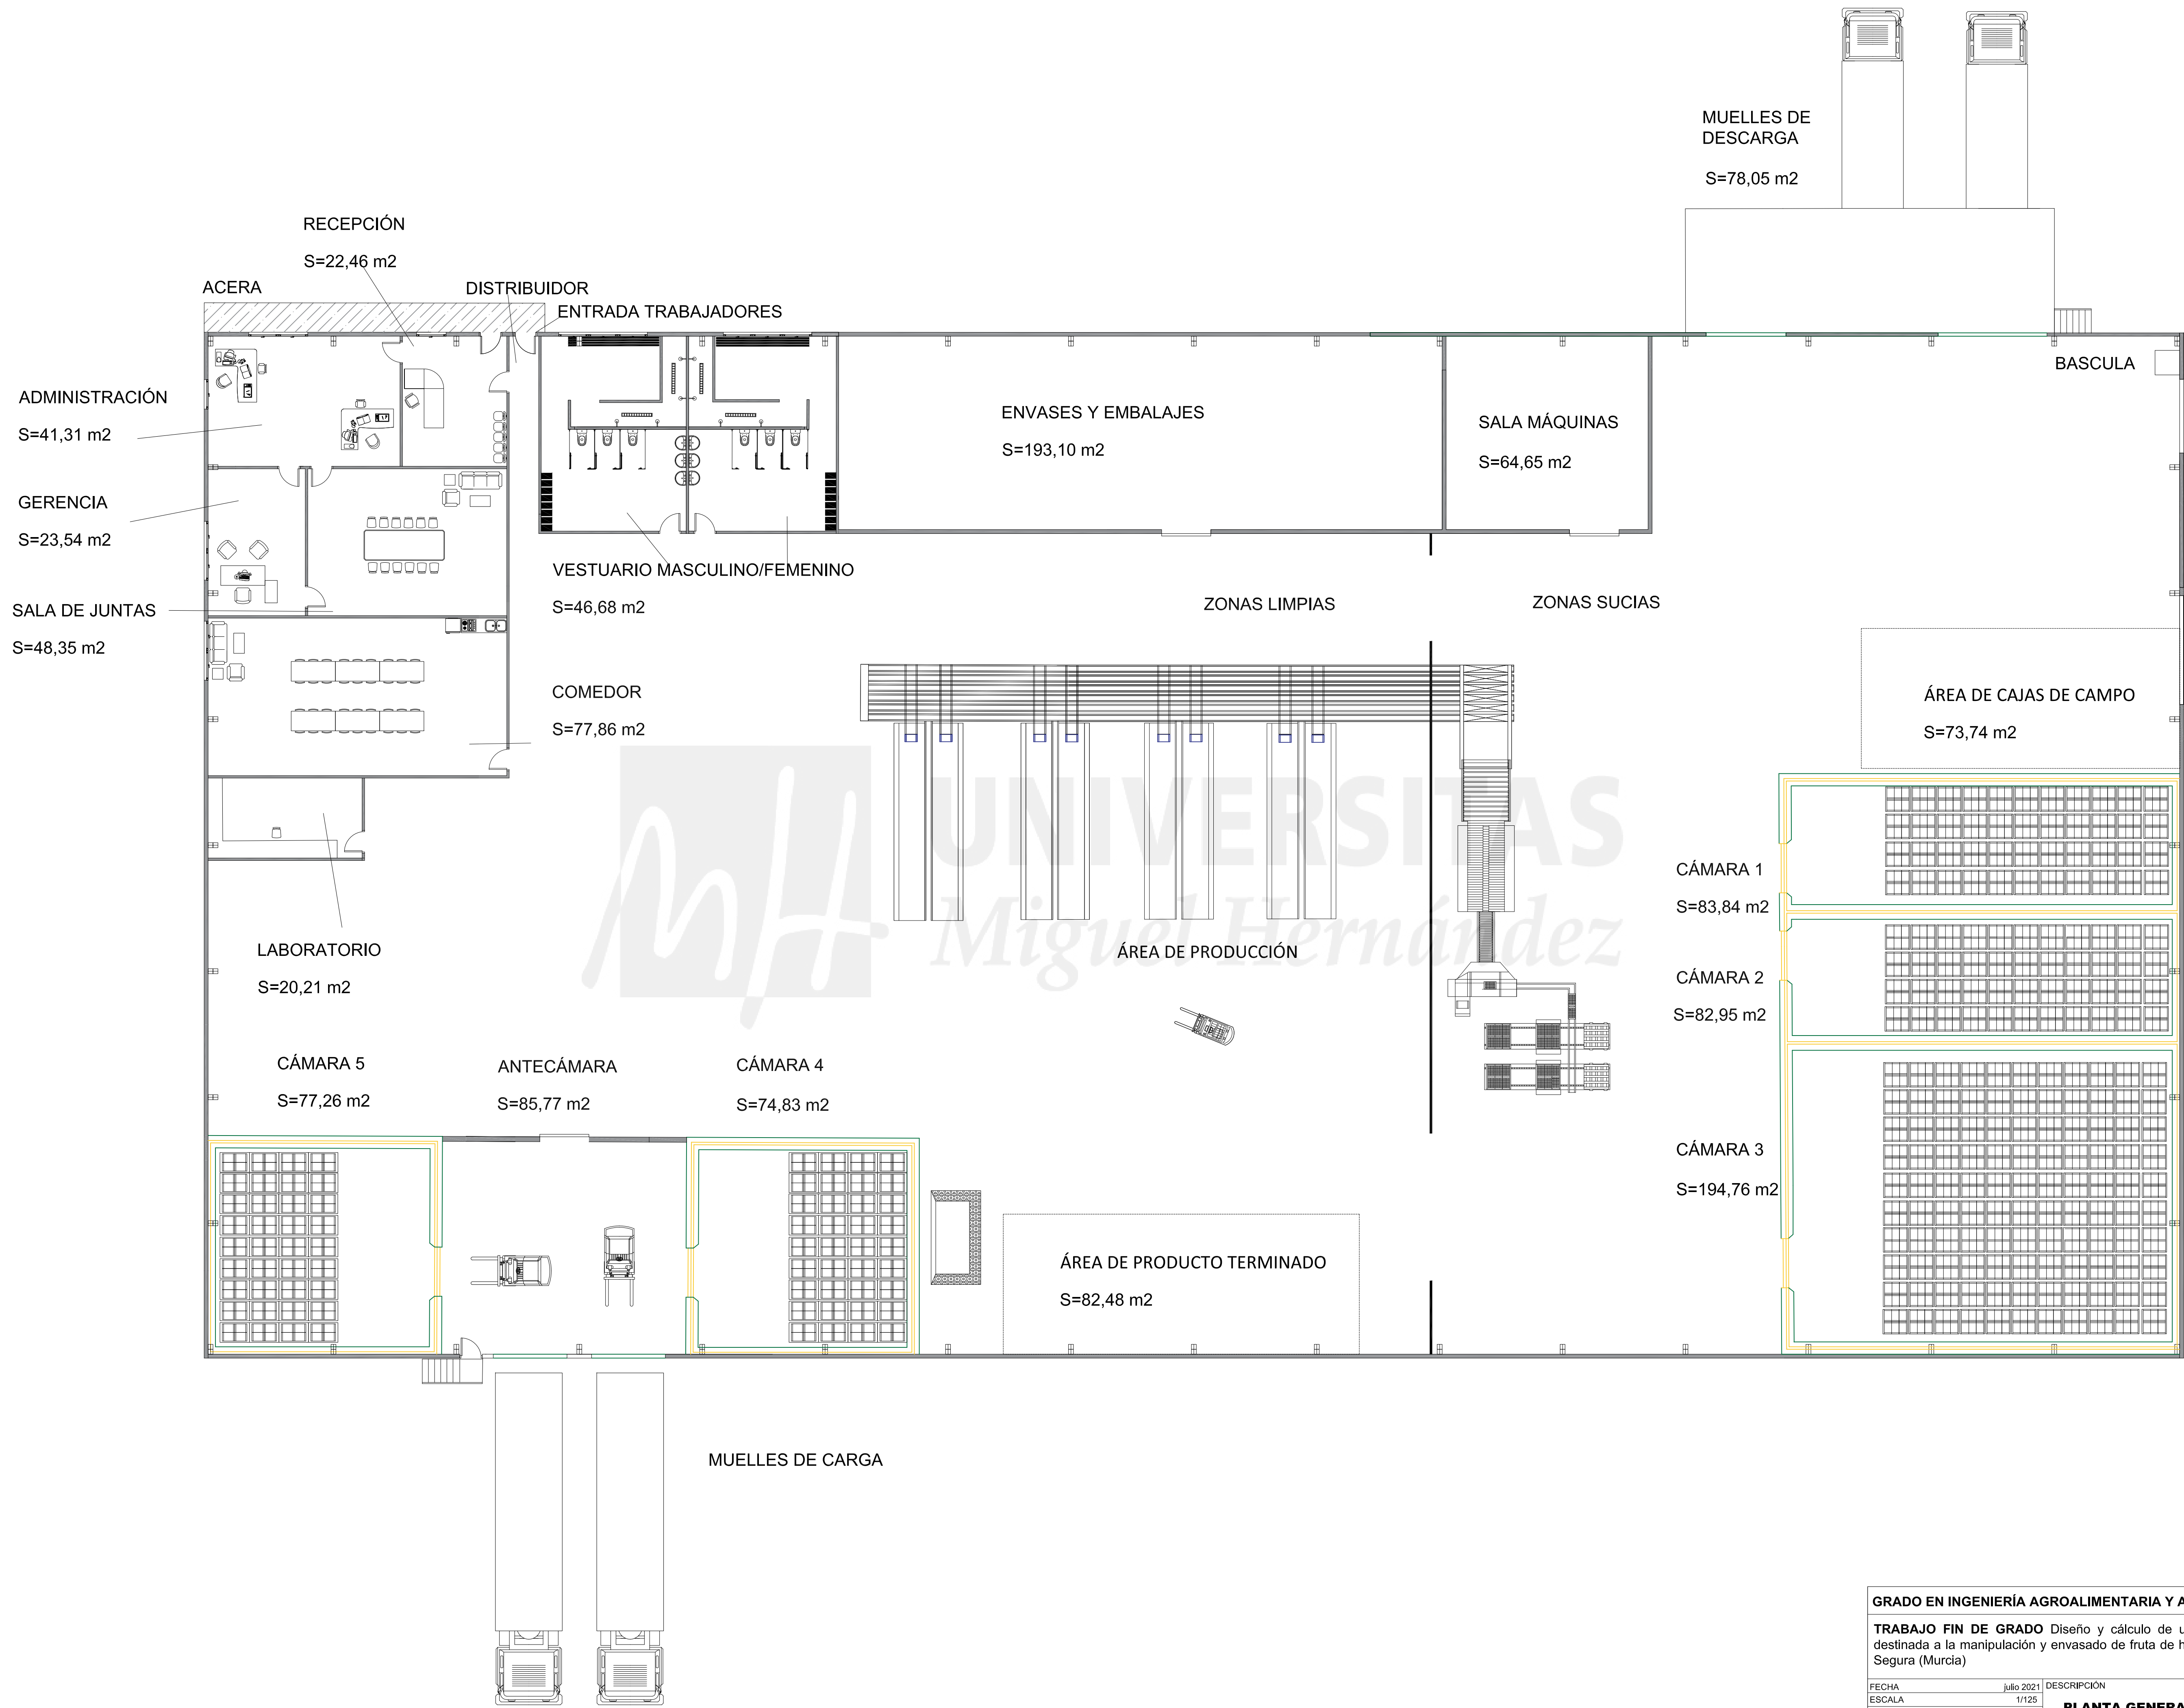 MUELLES DE
DESCARGA
S=78,05 m2
RECEPCIÓN
S=22,46 m2
ACERA
DISTRIBUIDOR
ENTRADA TRABAJADORES
BASCULA
ADMINISTRACIÓN
S=41,31 m2
ENVASES Y EMBALAJES
S=193,10 m2
SALA MÁQUINAS
S=64,65 m2
GERENCIA
S=23,54 m2
VESTUARIO MASCULINO/FEMENINO
S=46,68 m2
ZONAS LIMPIAS
ZONAS SUCIAS
SALA DE JUNTAS
S=48,35 m2
COMEDOR
S=77,86 m2
ÁREA DE CAJAS DE CAMPO
S=73,74 m2
UNIVERSITAS
Miguel Hernández
CÁMARA 1
S=83,84 m2
LABORATORIO
S=20,21 m2
ÁREA DE PRODUCCIÓN
CÁMARA 2
S=82,95 m2
CÁMARA 5
S=77,26 m2
ANTECÁMARA
S=85,77 m2
CÁMARA 4
S=74,83 m2
CÁMARA 3
S=194,76 m2
ÁREA DE PRODUCTO TERMINADO
S=82,48 m2
MUELLES DE CARGA
GRADO EN INGENIERÍA AGROALIMENTARIA Y A
TRABAJO FIN DE GRADO Diseño y cálculo de u
destinada a la manipulación y envasado de fruta de h
Segura (Murcia)
FECHA julio 2021 DESCRIPCIÓN
ESCALA 1/125
PLANTA GENERA